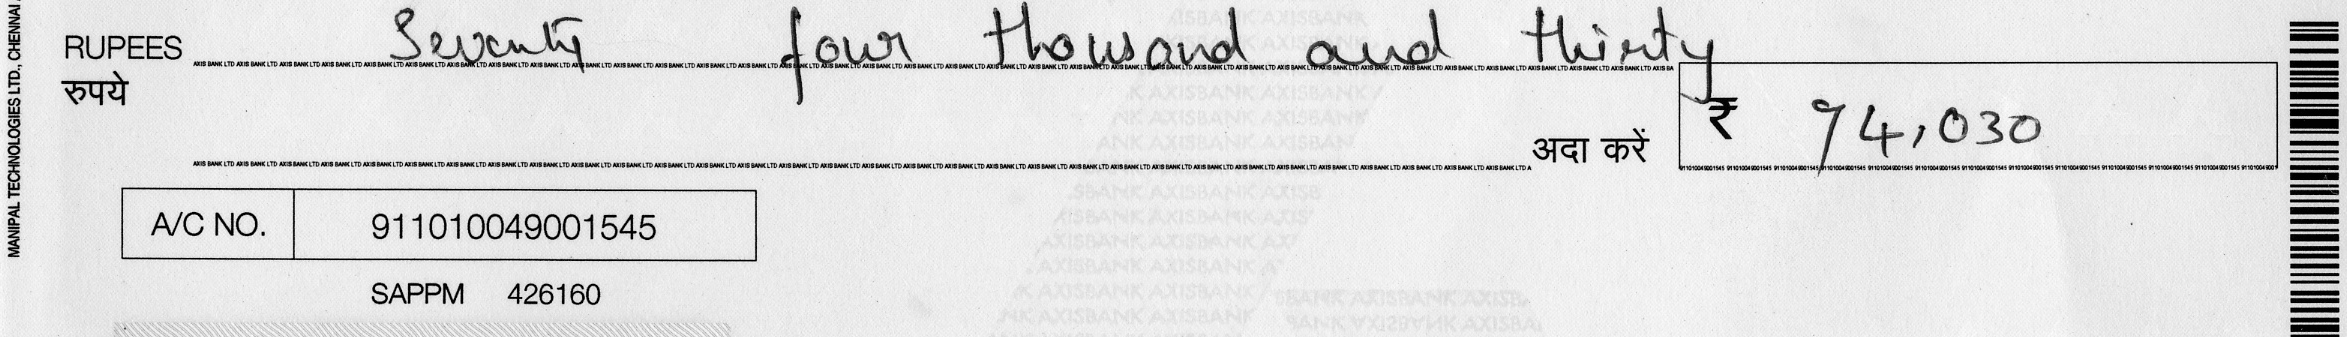 MANIPAL TECHNOLOGIES LTD., CHENNAI
RUPEES Seventy four thousand and thirty
रुपये
अदा करें ₹ 74,030
A/C NO. 911010049001545
SAPPM 426160